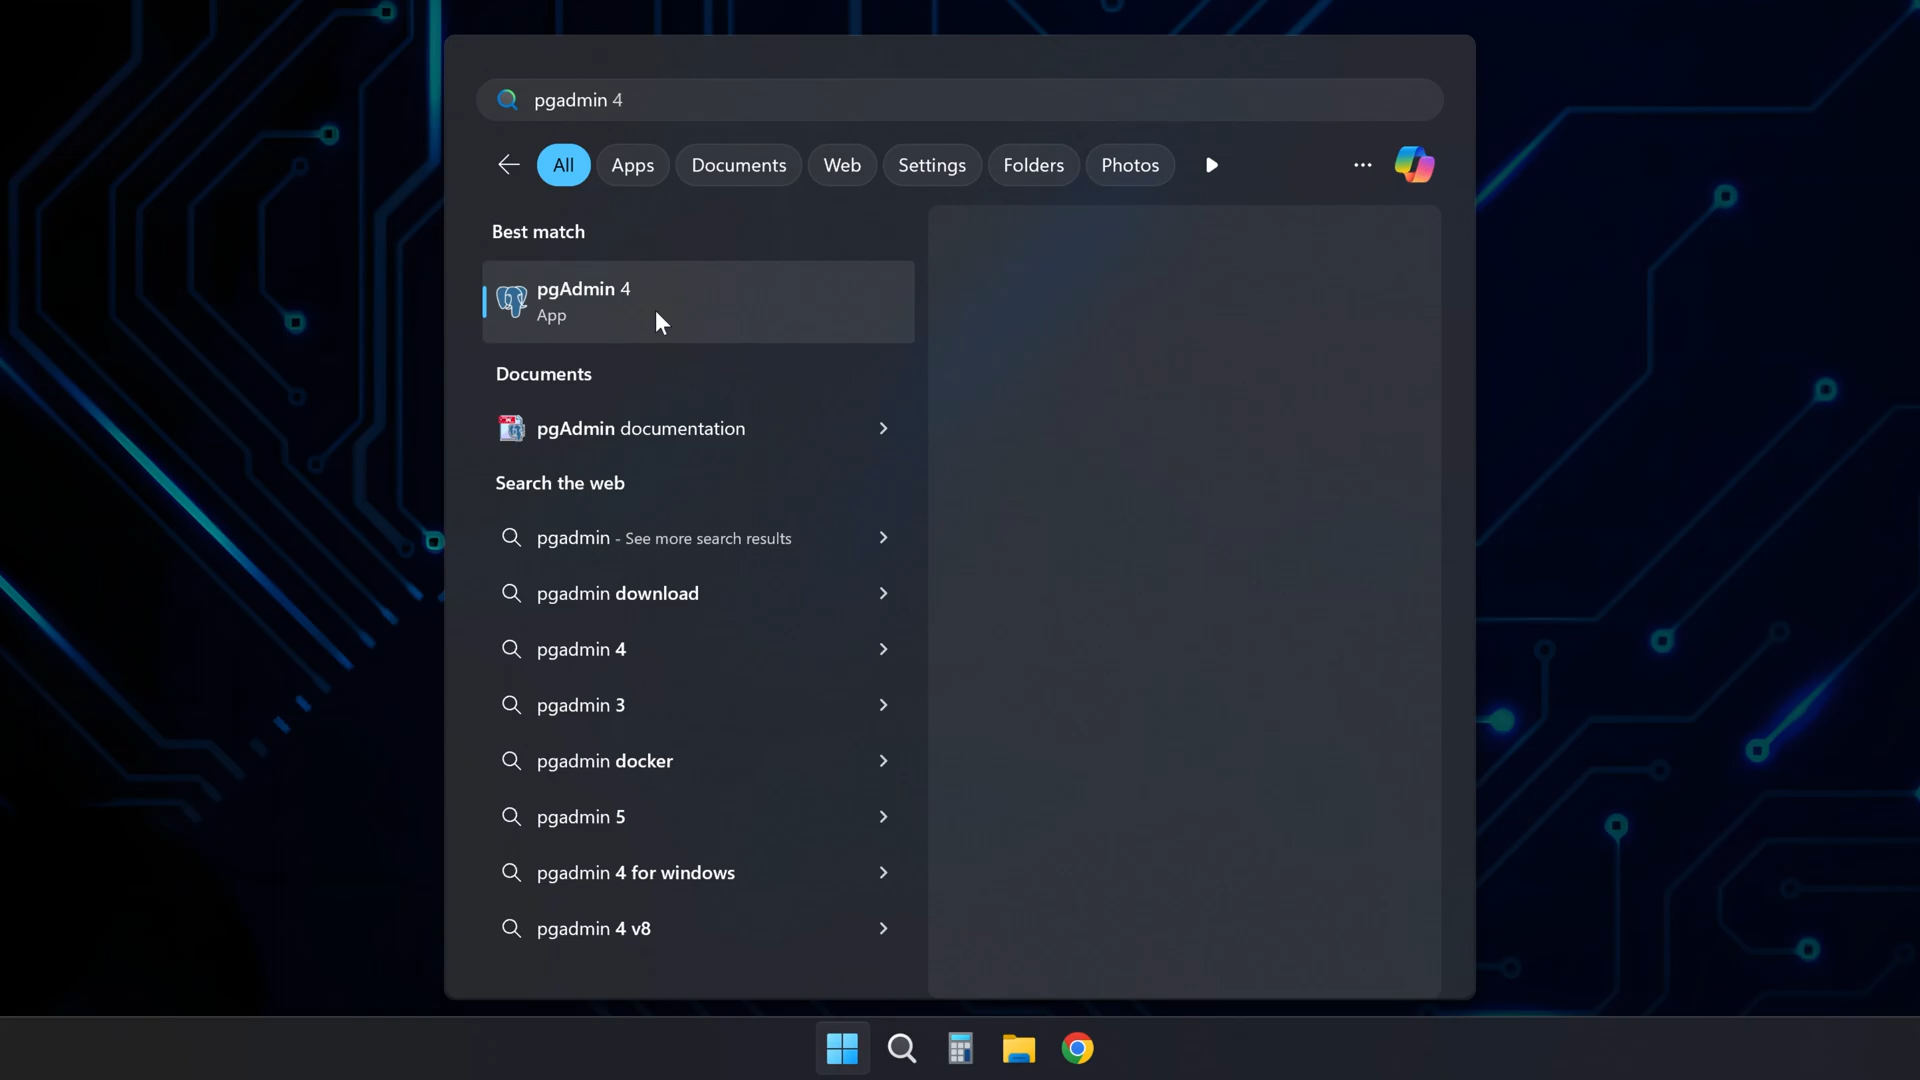 pgadmin 4
All Apps Documents Web Settings Folders Photos
Best match
pgAdmin 4
App
Documents
pgAdmin documentation
Search the web
pgadmin - See more search results
pgadmin download
pgadmin 4
pgadmin 3
pgadmin docker
pgadmin 5
pgadmin 4 for windows
pgadmin 4 v8